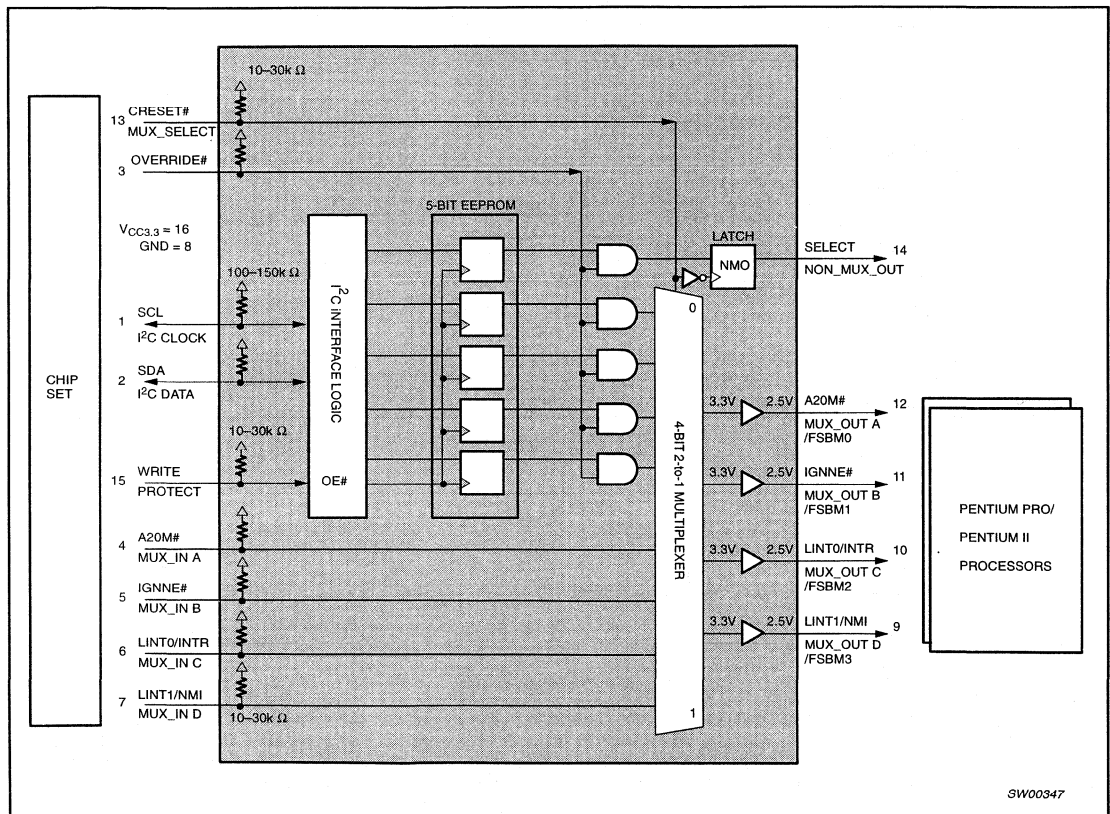 10–30k Ω
13 CRESET#
MUX_SELECT
3 OVERRIDE#
VCC3.3 = 16
GND = 8
5-BIT EEPROM
LATCH
NMO
SELECT 14
NON_MUX_OUT
100–150k Ω
1 SCL
I2C CLOCK
2 SDA
I2C DATA
CHIP
SET
I2C iNTERFACE LOGIC
OE#
10–30k Ω
15 WRITE
PROTECT
4 A20M#
MUX_IN A
5 IGNNE#
MUX_IN B
6 LINT0/INTR
MUX_IN C
7 LINT1/NMI
MUX_IN D
10–30k Ω
0
4-BIT 2-to-1 MULTIPLEXER
1
3.3V 2.5V A20M# 12
MUX_OUT A
/FSBM0
3.3V 2.5V IGNNE# 11
MUX_OUT B
/FSBM1
3.3V 2.5V LINT0/INTR 10
MUX_OUT C
/FSBM2
3.3V 2.5V LINT1/NMI 9
MUX_OUT D
/FSBM3
PENTIUM PRO/
PENTIUM II
PROCESSORS
SW00347